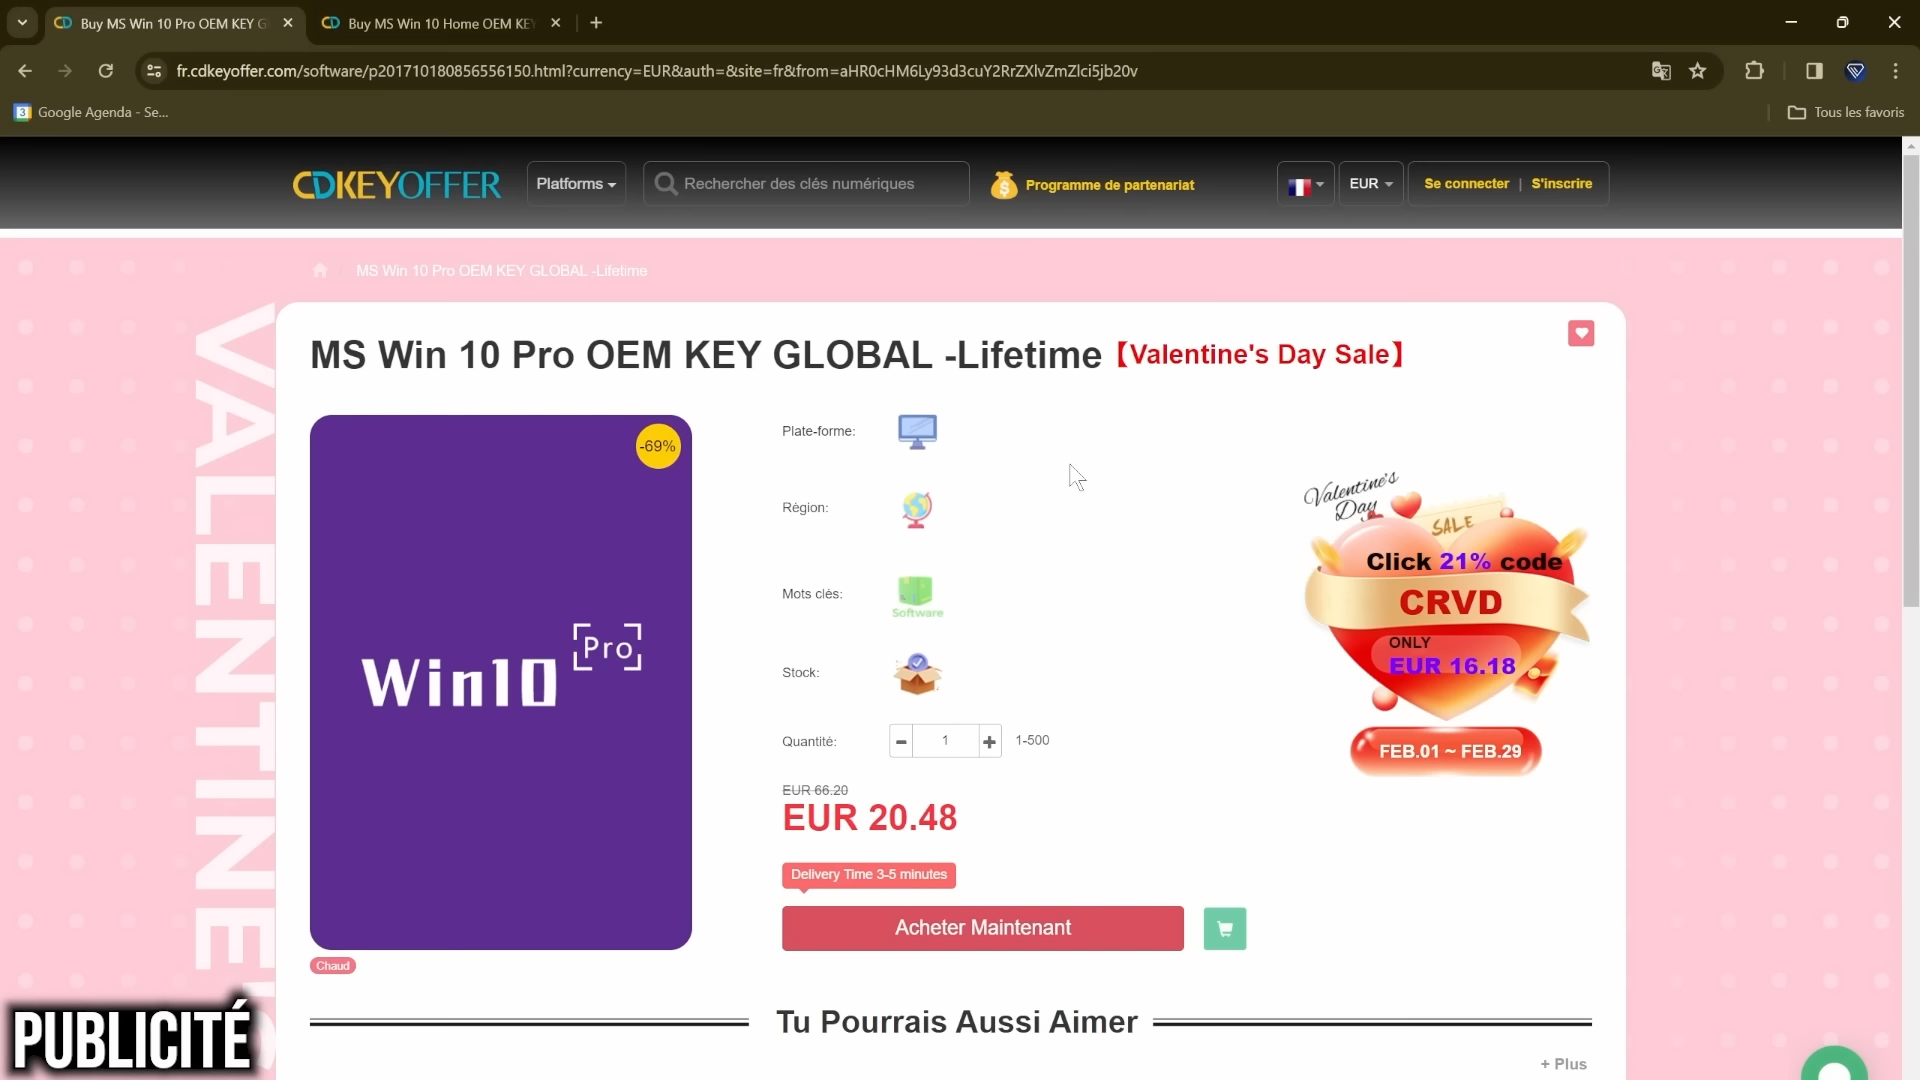 Buy MS Win 10 Pro OEM KEY G
Buy MS Win 10 Home OEM KE
fr.cdkeyoffer.com/software/p201710180856556150.html?currency=EUR&auth=&site=fr&from=aHR0cHM6Ly93d3cuY2RrZXlvZmZlci5jb20v
3
Google Agenda - Se...
Tous les favoris
CDKEYOFFER
Platforms
Rechercher des clés numériques
Programme de partenariat
EUR
Se connecter | S'inscrire
MS Win 10 Pro OEM KEY GLOBAL -Lifetime
VALENTINE'S
MS Win 10 Pro OEM KEY GLOBAL -Lifetime【Valentine's Day Sale】
-69%
Win10 [Pro]
Chaud
Plate-forme:
Région:
Mots clés:
Software
Stock:
Quantité:
1
1-500
EUR 66.20
EUR 20.48
Delivery Time 3-5 minutes
Acheter Maintenant
Valentine's
Day
SALE
Click 21% code
CRVD
ONLY
EUR 16.18
FEB.01 ~ FEB.29
Tu Pourrais Aussi Aimer
+ Plus
PUBLICITÉ